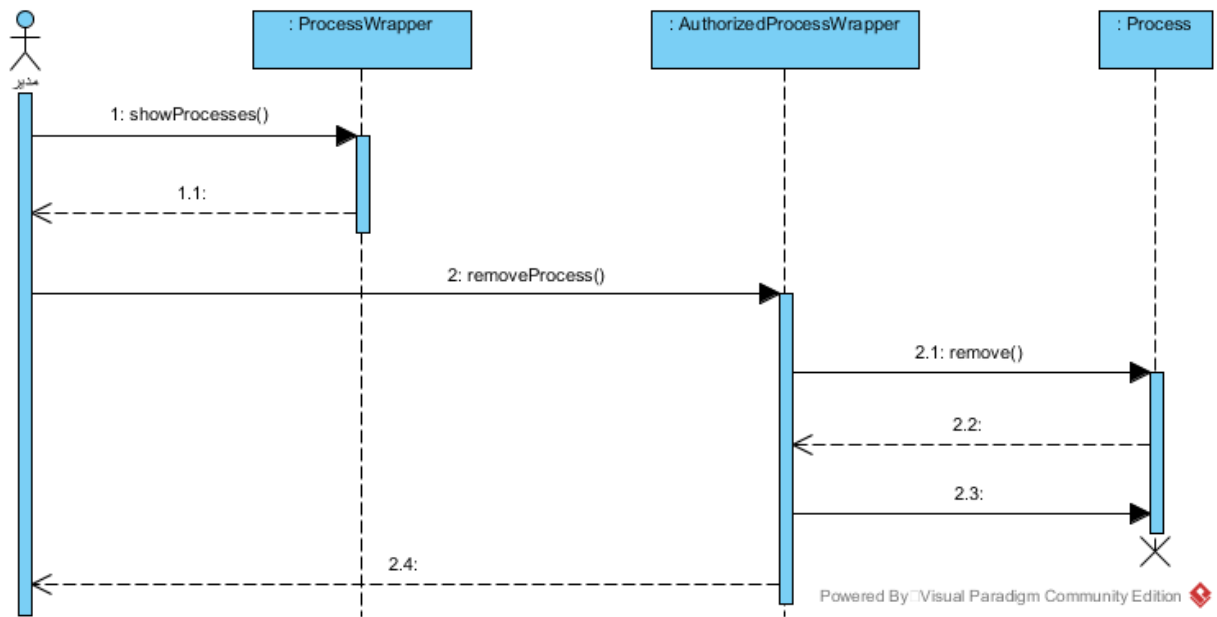 : ProcessWrapper
: AuthorizedProcessWrapper
: Process
مدیر
1: showProcesses()
1.1:
2: removeProcess()
2.1: remove()
2.2:
2.3:
2.4:
Powered By Visual Paradigm Community Edition